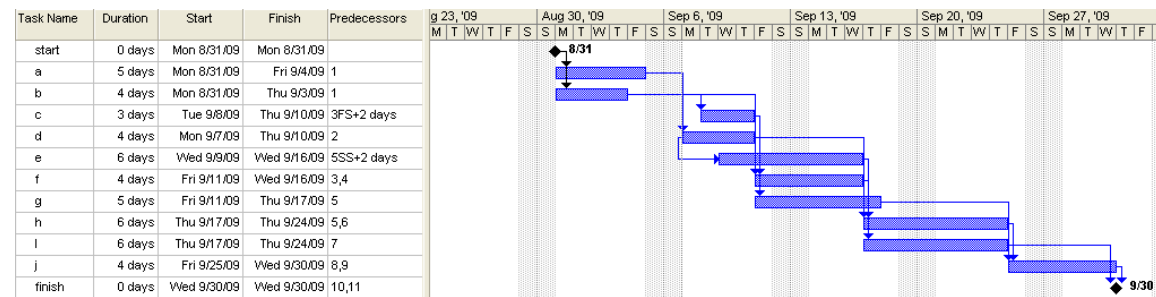 Task Name Duration Start Finish Predecessors g 23, '09 Aug 30, '09 Sep 6, '09 Sep 13, '09 Sep 20, '09 Sep 27, '09
M T W T F S S M T W T F S S M T W T F S S M T W T F S S M T W T F S S M T W T F
start 0 days Mon 8/31/09 Mon 8/31/09 8/31
a 5 days Mon 8/31/09 Fri 9/4/09 1
b 4 days Mon 8/31/09 Thu 9/3/09 1
c 3 days Tue 9/8/09 Thu 9/10/09 3FS+2 days
d 4 days Mon 9/7/09 Thu 9/10/09 2
e 6 days Wed 9/9/09 Wed 9/16/09 5SS+2 days
f 4 days Fri 9/11/09 Wed 9/16/09 3,4
g 5 days Fri 9/11/09 Thu 9/17/09 5
h 6 days Thu 9/17/09 Thu 9/24/09 5,6
I 6 days Thu 9/17/09 Thu 9/24/09 7
j 4 days Fri 9/25/09 Wed 9/30/09 8,9
finish 0 days Wed 9/30/09 Wed 9/30/09 10,11 9/30